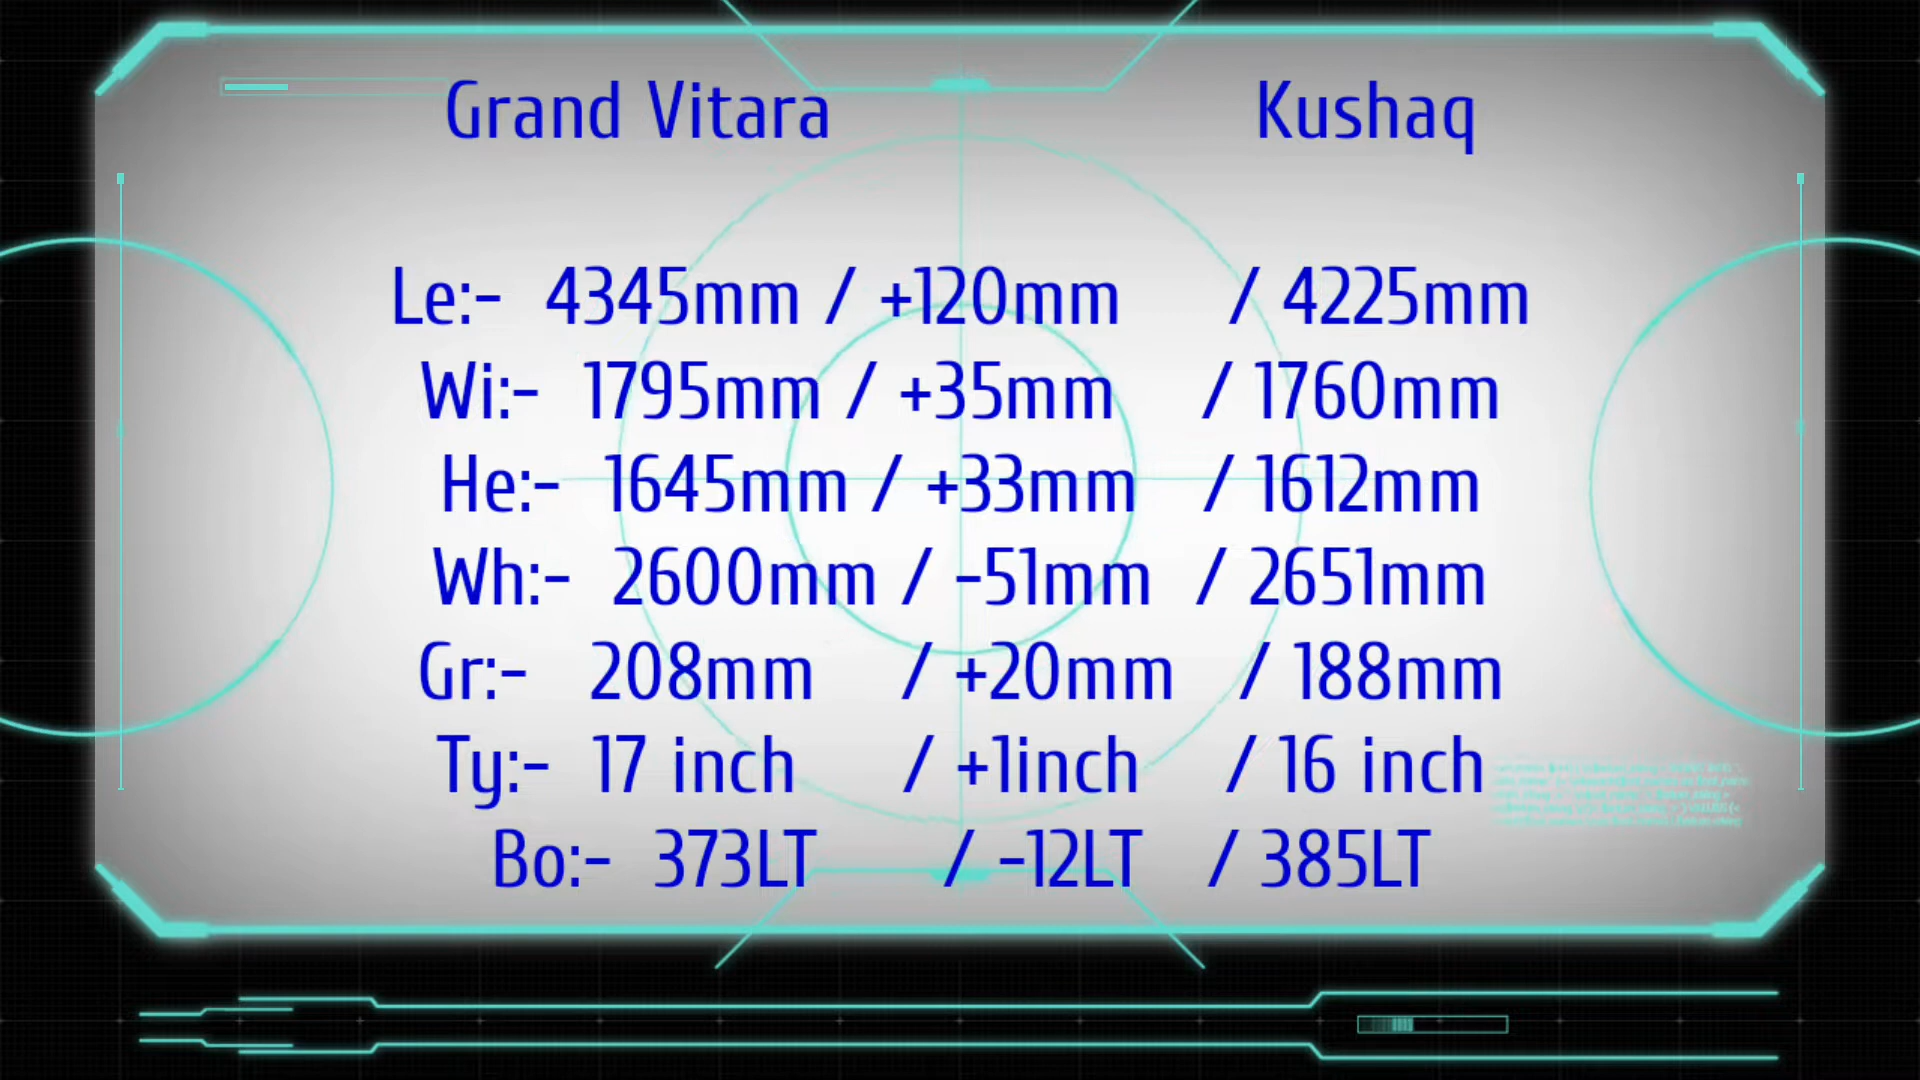 Grand Vitara Kushaq
Le:- 4345mm / +120mm / 4225mm
Wi:- 1795mm / +35mm / 1760mm
He:- 1645mm / +33mm / 1612mm
Wh:- 2600mm / -51mm / 2651mm
Gr:- 208mm / +20mm / 188mm
Ty:- 17 inch / +1inch / 16 inch
Bo:- 373LT / -12LT / 385LT